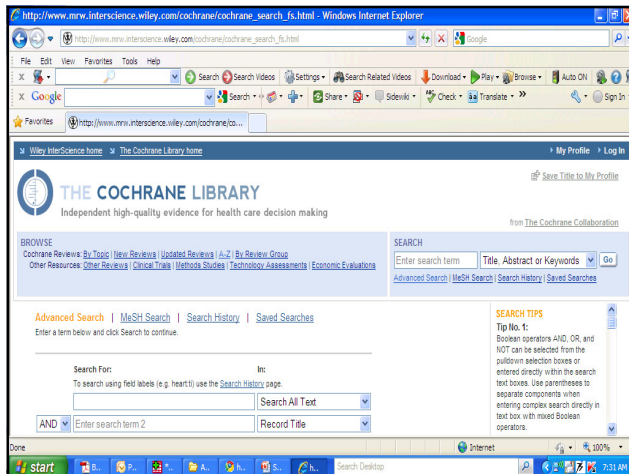 http://www.mrw.interscience.wiley.com/cochrane/cochrane_search_fs.html - Windows Internet Explorer
http://www.mrw.interscience.wiley.com/cochrane/cochrane_search_fs.html
Google
File Edit View Favorites Tools Help
X Search Search Videos Settings Search Related Videos Download Play Browse Auto ON
X Google Search Share Sidewiki Check Translate » Sign In
Favorites http://www.mrw.interscience.wiley.com/cochrane/co...
Wiley InterScience home The Cochrane Library home My Profile Log In
Save Title to My Profile
THE COCHRANE LIBRARY
Independent high-quality evidence for health care decision making
from The Cochrane Collaboration
BROWSE
Cochrane Reviews: By Topic | New Reviews | Updated Reviews | A-Z | By Review Group
Other Resources: Other Reviews | Clinical Trials | Methods Studies | Technology Assessments | Economic Evaluations
SEARCH
Enter search term Title, Abstract or Keywords Go
Advanced Search | MeSH Search | Search History | Saved Searches
Advanced Search | MeSH Search | Search History | Saved Searches
Enter a term below and click Search to continue.
Search For: In:
To search using field labels (e.g. heart:ti) use the Search History page.
Search All Text
AND Enter search term 2 Record Title
SEARCH TIPS
Tip No. 1:
Boolean operators AND, OR, and
NOT can be selected from the
pulldown selection boxes or
entered directly within the search
text boxes. Use parentheses to
separate components when
entering complex search directly in
text box with mixed Boolean
operators.
Done Internet 100%
start B.. P.. *.. A.. h.. S.. h.. Search Desktop 7:31 AM